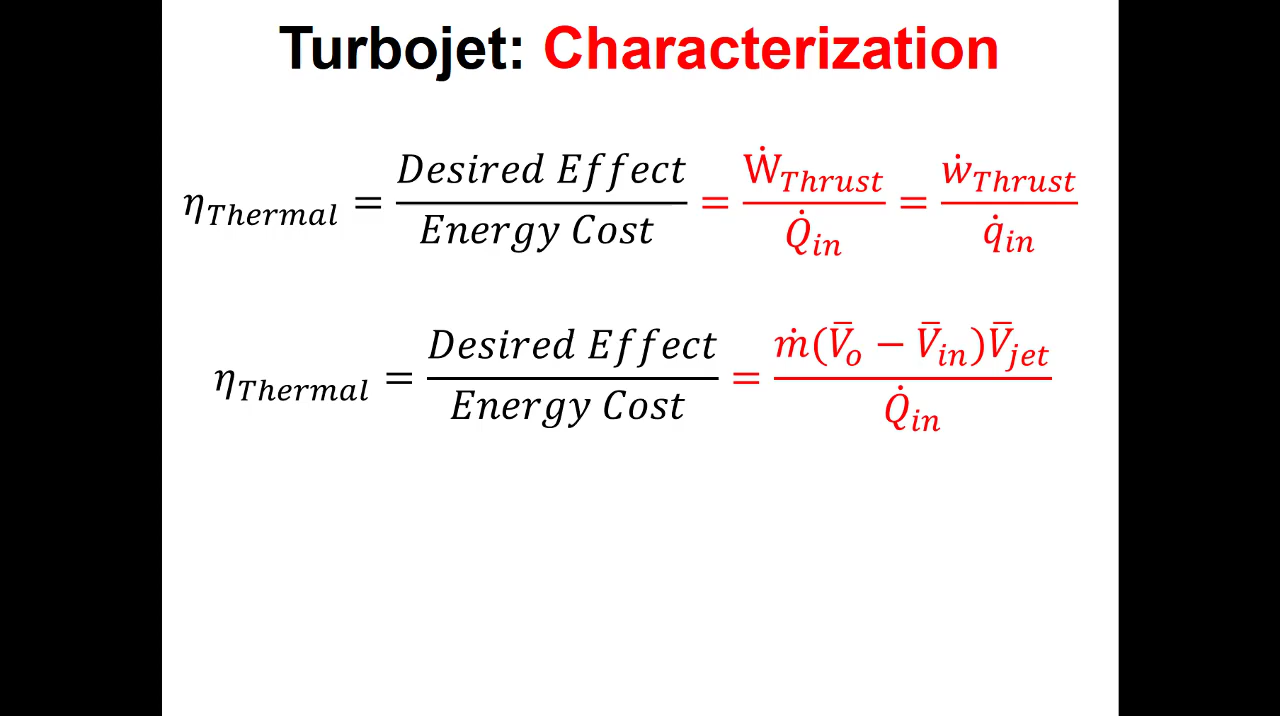 Turbojet: Characterization
η_Thermal = Desired Effect / Energy Cost = Ẇ_Thrust / Q̇_in = ẇ_Thrust / q̇_in
η_Thermal = Desired Effect / Energy Cost = ṁ(V̅_o − V̅_in)V̅_jet / Q̇_in